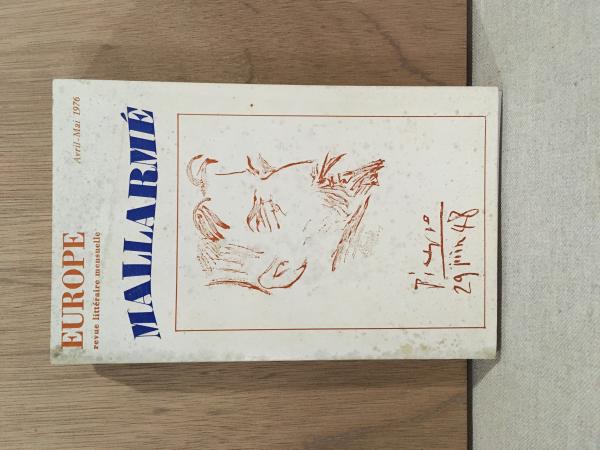 EUROPE
Avril-Mai 1976
revue littéraire mensuelle
MALLARMÉ
Picasso
29 juin 48